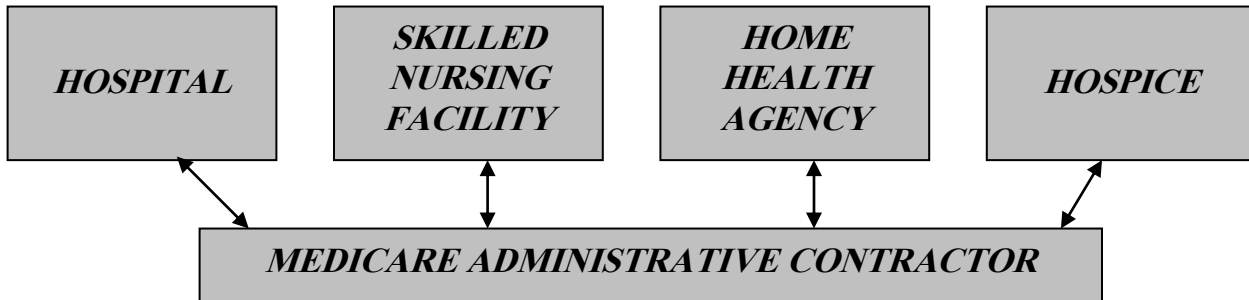 HOSPITAL
SKILLED
NURSING
FACILITY
HOME
HEALTH
AGENCY
HOSPICE
MEDICARE ADMINISTRATIVE CONTRACTOR